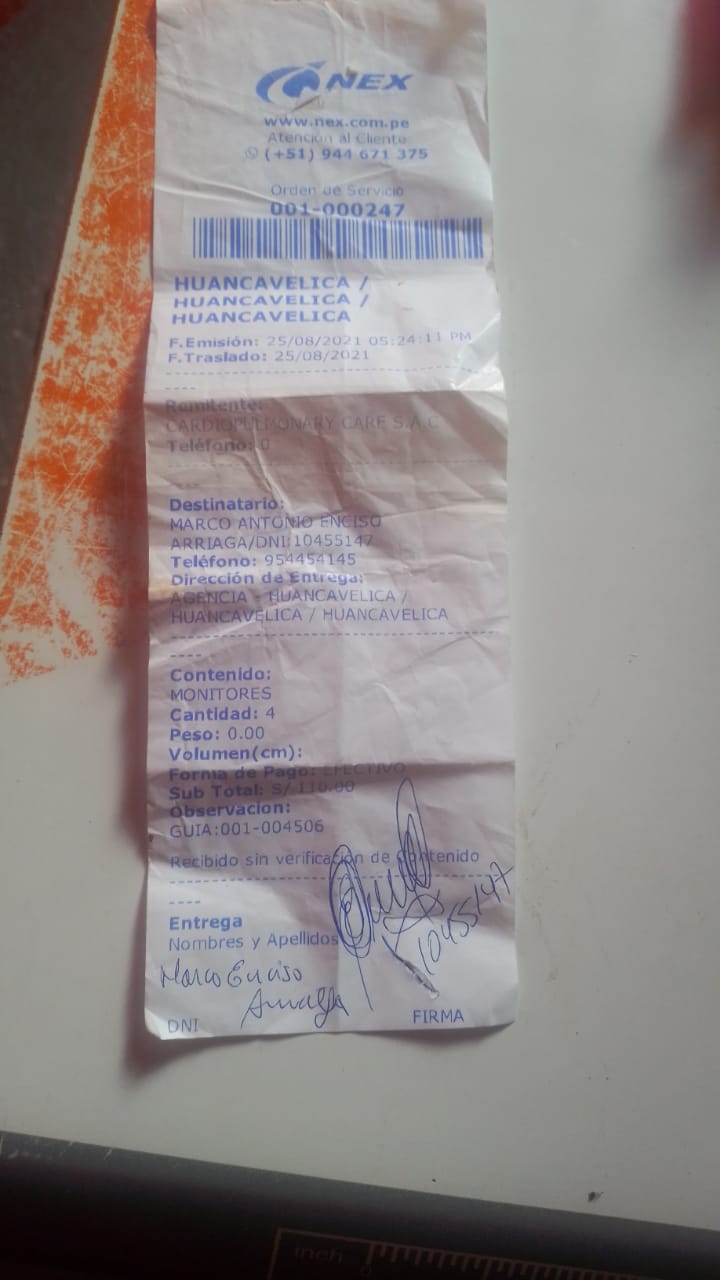 NEX
www.nex.com.pe
Atención al Cliente
(+51) 944 671 375
Orden de Servicio
001-000247
HUANCAVELICA /
HUANCAVELICA /
HUANCAVELICA
F.Emisión: 25/08/2021 05:24:11 PM
F.Traslado: 25/08/2021
----
Remitente:
CARDIOPULMONARY CARE S.A.C
Teléfono: 0
----
Destinatario:
MARCO ANTONIO ENCISO
ARRIAGA/DNI:10455147
Teléfono: 954454145
Dirección de Entrega:
AGENCIA - HUANCAVELICA /
HUANCAVELICA / HUANCAVELICA
----
Contenido:
MONITORES
Cantidad: 4
Peso: 0.00
Volumen(cm):
Forma de Pago: EFECTIVO
Sub Total: S/ 110.00
Observacion:
GUIA:001-004506
Recibido sin verificación de Contenido
----
Entrega
Nombres y Apellidos
10455147
Marco Enciso
Arriaga
DNI FIRMA
inch